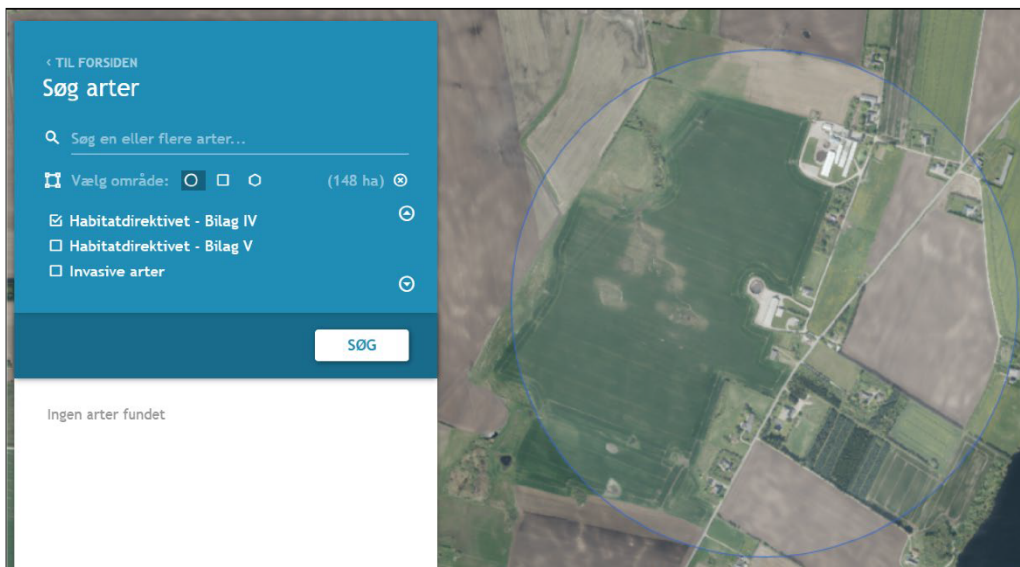 ‹ TIL FORSIDEN
Søg arter
Søg en eller flere arter...
Vælg område: (148 ha)
Habitatdirektivet - Bilag IV
Habitatdirektivet - Bilag V
Invasive arter
SØG
Ingen arter fundet